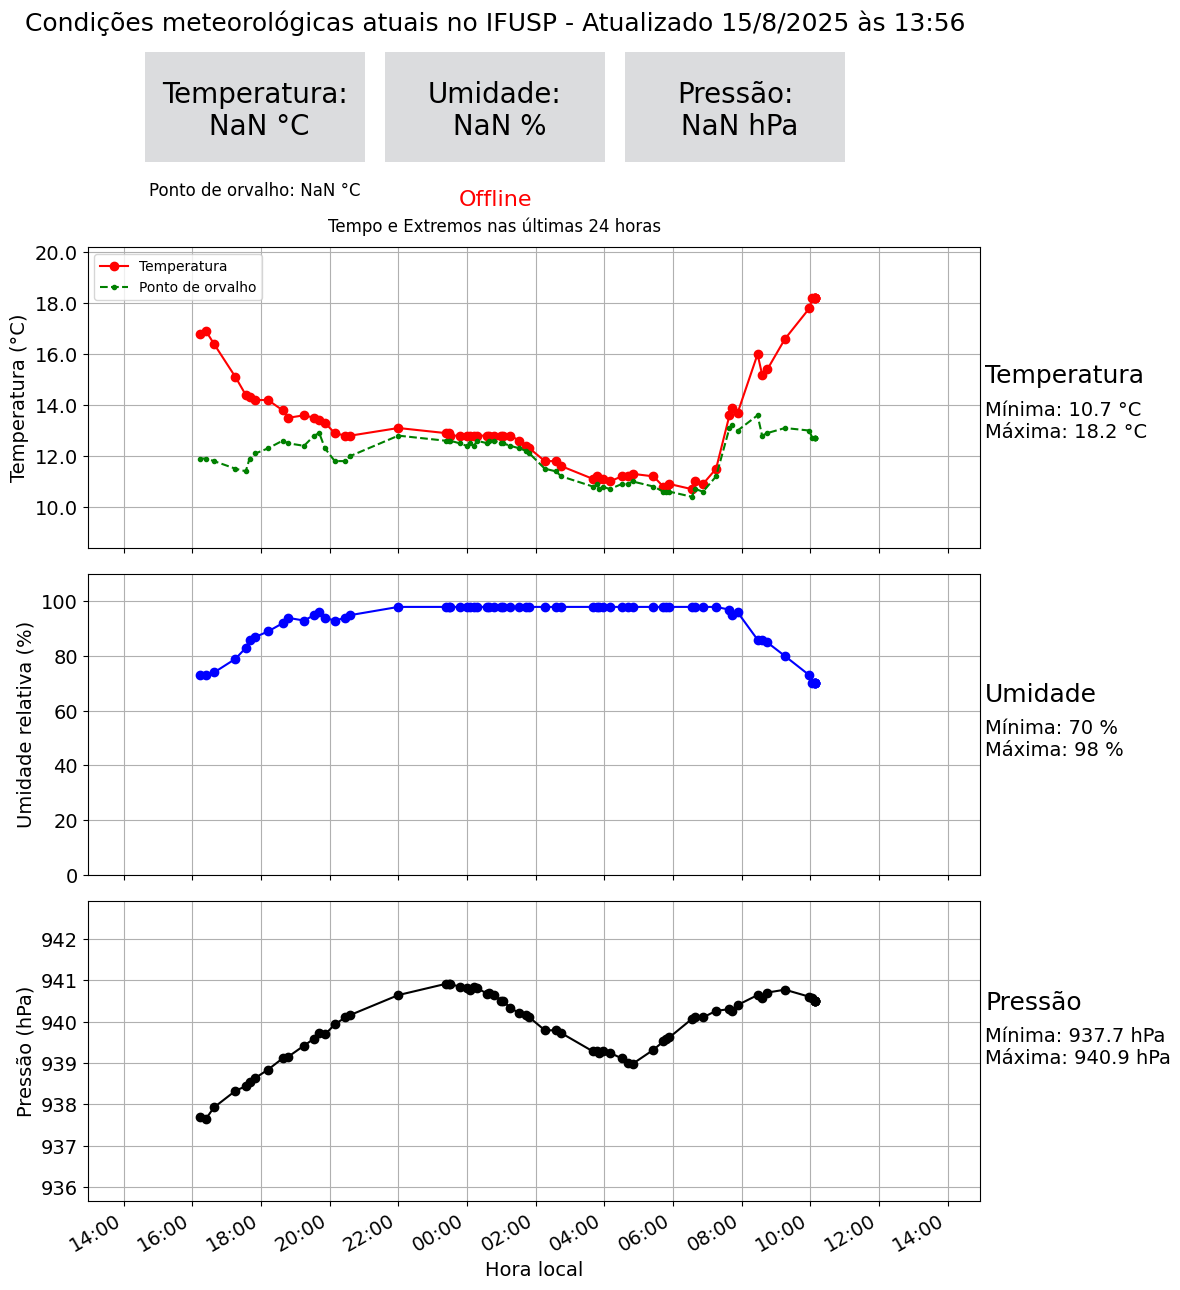 Condições meteorológicas atuais no IFUSP - Atualizado 15/8/2025 às 13:56
Temperatura:
NaN °C
Umidade:
NaN %
Pressão:
NaN hPa
Ponto de orvalho: NaN °C
Offline
Tempo e Extremos nas últimas 24 horas
20.0
18.0
16.0
14.0
12.0
10.0
Temperatura (°C)
Temperatura
Ponto de orvalho
Temperatura
Mínima: 10.7 °C
Máxima: 18.2 °C
100
80
60
40
20
0
Umidade relativa (%)
Umidade
Mínima: 70 %
Máxima: 98 %
942
941
940
939
938
937
936
Pressão (hPa)
Pressão
Mínima: 937.7 hPa
Máxima: 940.9 hPa
14:00
16:00
18:00
20:00
22:00
00:00
02:00
04:00
06:00
08:00
10:00
12:00
14:00
Hora local